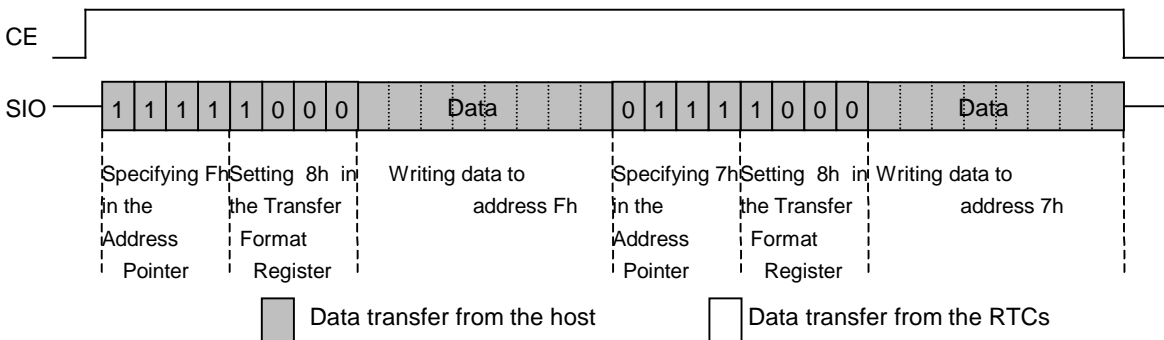 CE
SIO 1 1 1 1 1 0 0 0 Data 0 1 1 1 1 0 0 0 Data
Specifying Fh Setting 8h in Writing data to Specifying 7h Setting 8h in Writing data to
in the the Transfer address Fh in the the Transfer address 7h
Address Format Address Format
Pointer Register Pointer Register
Data transfer from the host Data transfer from the RTCs